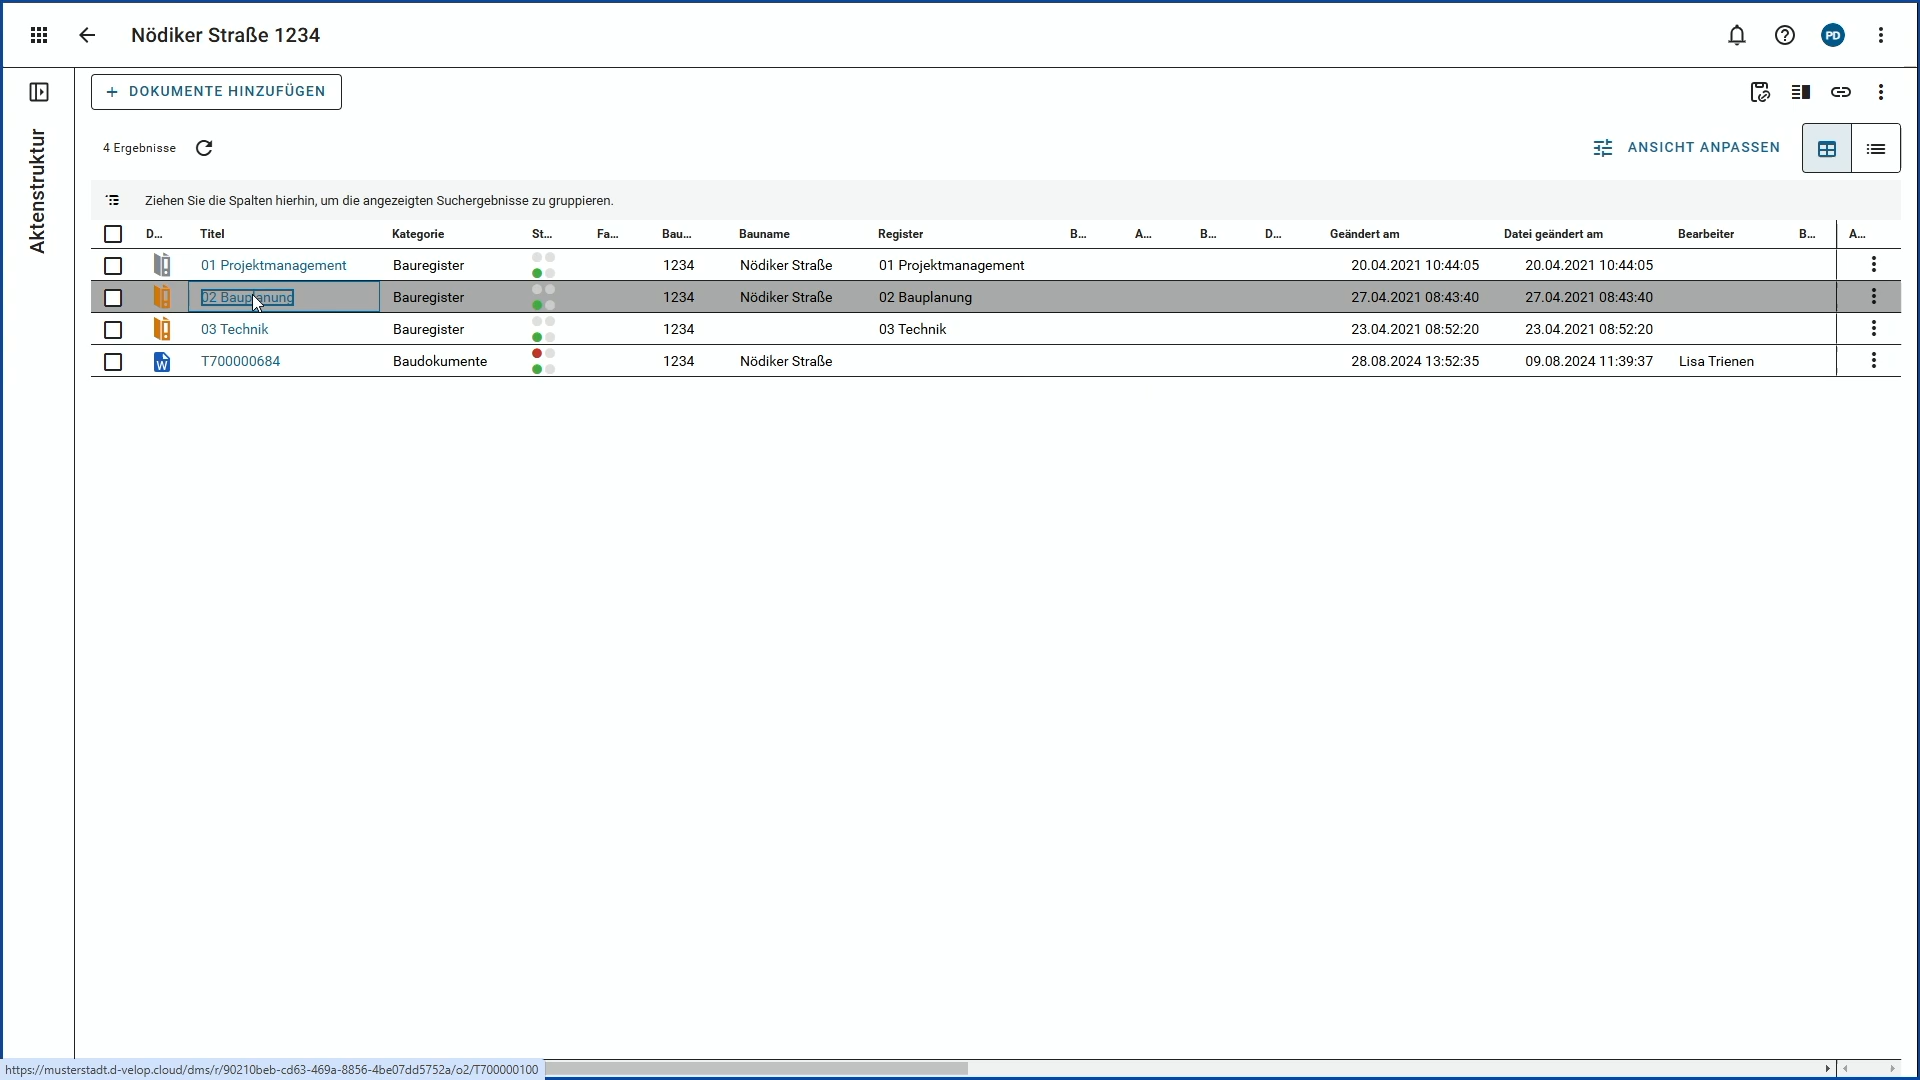 Nödiker Straße 1234
PD
+ DOKUMENTE HINZUFÜGEN
Aktenstruktur
4 Ergebnisse
ANSICHT ANPASSEN
Ziehen Sie die Spalten hierhin, um die angezeigten Suchergebnisse zu gruppieren.
D... Titel Kategorie St... Fa... Bau... Bauname Register B... A... B... D... Geändert am Datei geändert am Bearbeiter B... A...
01 Projektmanagement Bauregister 1234 Nödiker Straße 01 Projektmanagement 20.04.2021 10:44:05 20.04.2021 10:44:05
02 Bauplanung Bauregister 1234 Nödiker Straße 02 Bauplanung 27.04.2021 08:43:40 27.04.2021 08:43:40
03 Technik Bauregister 1234 03 Technik 23.04.2021 08:52:20 23.04.2021 08:52:20
W T700000684 Baudokumente 1234 Nödiker Straße 28.08.2024 13:52:35 09.08.2024 11:39:37 Lisa Trienen
https://musterstadt.d-velop.cloud/dms/r/90210beb-cd63-469a-8856-4be07dd5752a/o2/T700000100